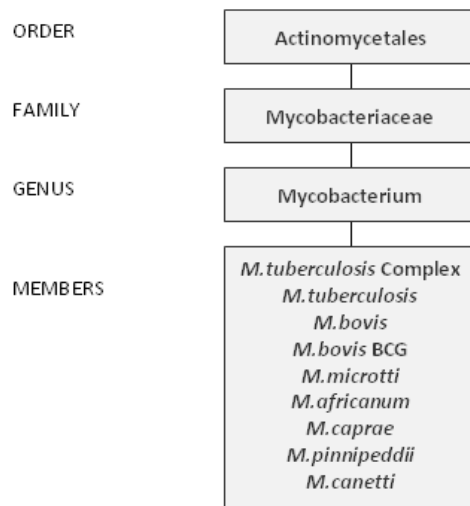 ORDER
Actinomycetales
FAMILY
Mycobacteriaceae
GENUS
Mycobacterium
MEMBERS
M.tuberculosis Complex
M.tuberculosis
M.bovis
M.bovis BCG
M.microtti
M.africanum
M.caprae
M.pinnipeddii
M.canetti